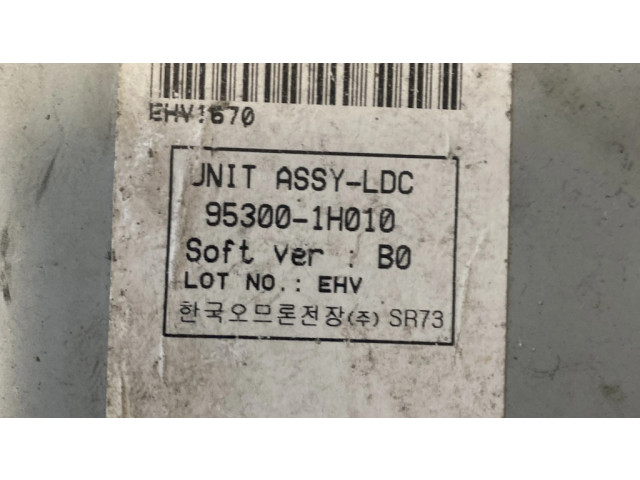 EHV1670
UNIT ASSY-LDC
95300-1H010
Soft ver : B0
LOT NO.: EHV
한국오므론전장(주) SR73